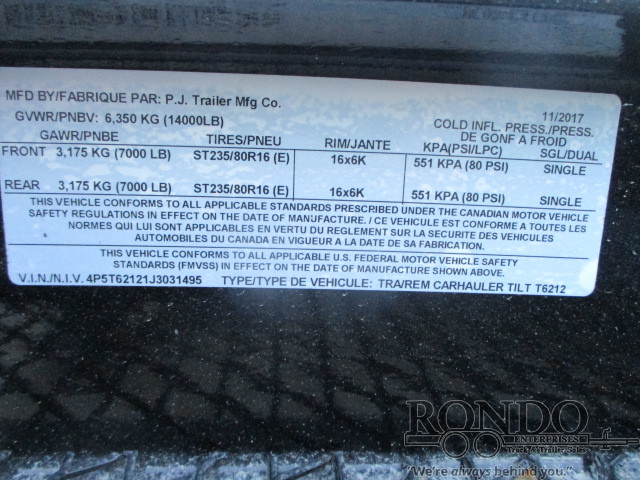 MFD BY/FABRIQUE PAR: P.J. Trailer Mfg Co.
11/2017
GVWR/PNBV: 6,350 KG (14000LB)
COLD INFL. PRESS./PRESS.
DE GONF A FROID
GAWR/PNBE TIRES/PNEU RIM/JANTE KPA(PSI/LPC) SGL/DUAL
FRONT 3,175 KG (7000 LB) ST235/80R16 (E) 16x6K 551 KPA (80 PSI) SINGLE
REAR 3,175 KG (7000 LB) ST235/80R16 (E) 16x6K 551 KPA (80 PSI) SINGLE
THIS VEHICLE CONFORMS TO ALL APPLICABLE STANDARDS PRESCRIBED UNDER THE CANADIAN MOTOR VEHICLE
SAFETY REGULATIONS IN EFFECT ON THE DATE OF MANUFACTURE. / CE VEHICULE EST CONFORME A TOUTES LES
NORMES QUI LUI SONT APPLICABLES EN VERTU DU REGLEMENT SUR LA SECURITE DES VEHICULES
AUTOMOBILES DU CANADA EN VIGUEUR A LA DATE DE SA FABRICATION.
THIS VEHICLE CONFORMS TO ALL APPLICABLE U.S. FEDERAL MOTOR VEHICLE SAFETY
STANDARDS (FMVSS) IN EFFECT ON THE DATE OF MANUFACTURE SHOWN ABOVE.
V.I.N./N.I.V. 4P5T62121J3031495 TYPE/TYPE DE VEHICULE: TRA/REM CARHAULER TILT T6212
RONDO
ENTERPRISES
Truck & Trailer Sales
"We're always behind you."